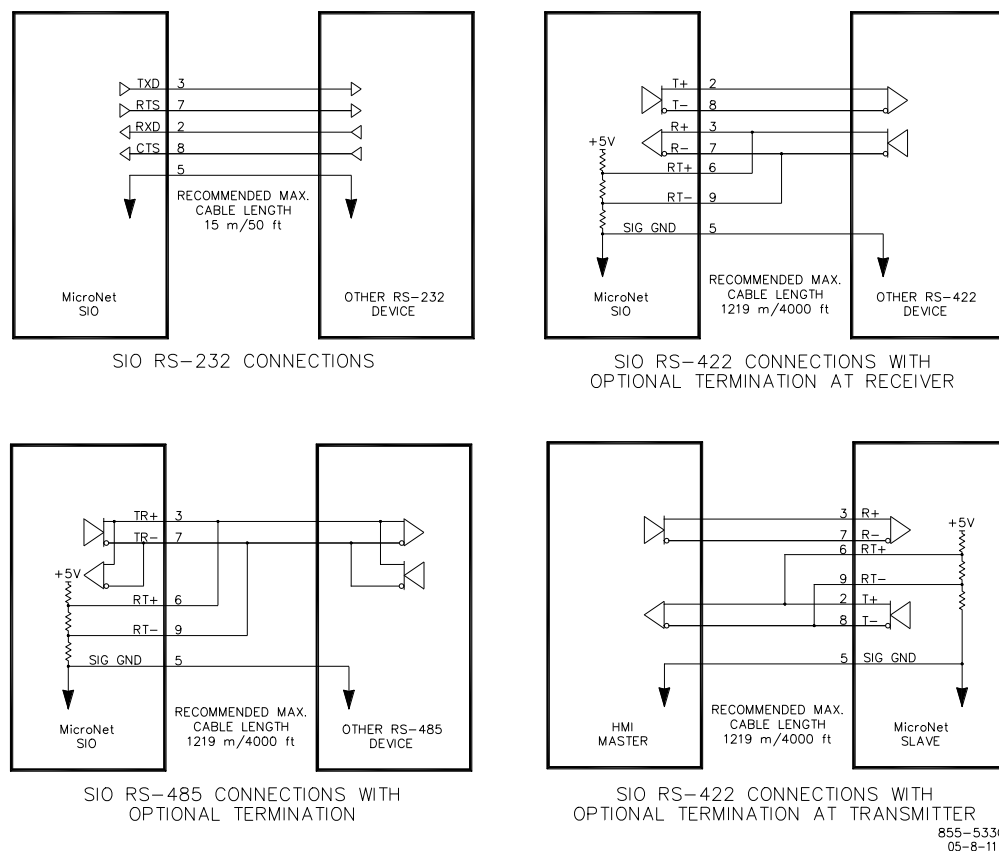 TXD 3
RTS 7
RXD 2
CTS 8
5
RECOMMENDED MAX.
CABLE LENGTH
15 m/50 ft
MicroNet
SIO
OTHER RS-232
DEVICE
SIO RS-232 CONNECTIONS
T+ 2
T- 8
R+ 3
+5V
R- 7
RT+ 6
RT- 9
SIG GND 5
RECOMMENDED MAX.
CABLE LENGTH
1219 m/4000 ft
MicroNet
SIO
OTHER RS-422
DEVICE
SIO RS-422 CONNECTIONS WITH
OPTIONAL TERMINATION AT RECEIVER
TR+ 3
TR- 7
+5V
RT+ 6
RT- 9
SIG GND 5
RECOMMENDED MAX.
CABLE LENGTH
1219 m/4000 ft
MicroNet
SIO
OTHER RS-485
DEVICE
SIO RS-485 CONNECTIONS WITH
OPTIONAL TERMINATION
3 R+
+5V
7 R-
6 RT+
9 RT-
2 T+
8 T-
5 SIG GND
RECOMMENDED MAX.
CABLE LENGTH
1219 m/4000 ft
HMI
MASTER
MicroNet
SLAVE
SIO RS-422 CONNECTIONS WITH
OPTIONAL TERMINATION AT TRANSMITTER
05-8-11